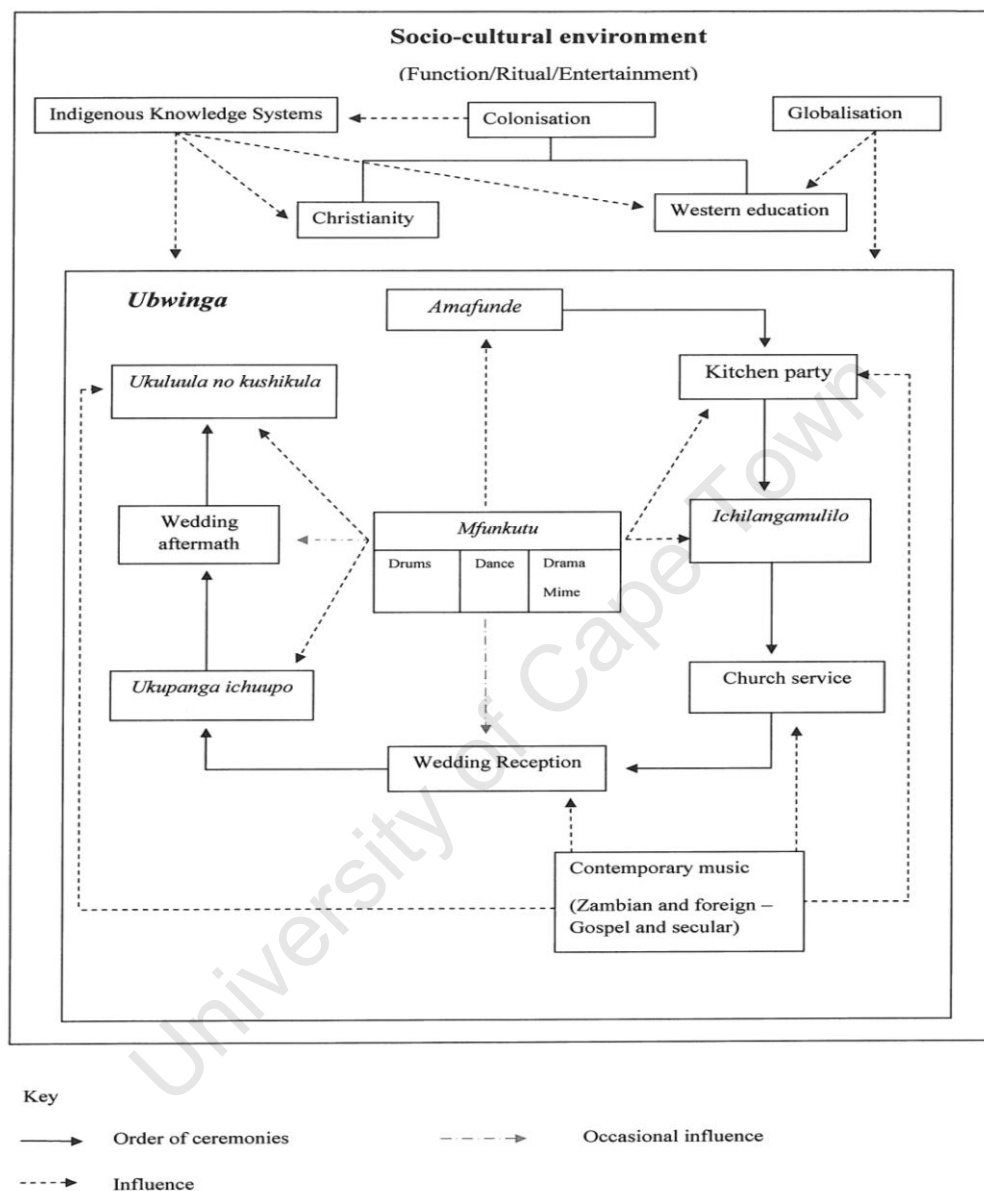 Socio-cultural environment
(Function/Ritual/Entertainment)
Indigenous Knowledge Systems
Colonisation
Globalisation
Christianity
Western education
Ubwinga
Amafunde
Kitchen party
Ukuluula no kushikula
Wedding
aftermath
Mfunkutu
Drums
Dance
Drama
Mime
Ichilangamulilo
Ukupanga ichuupo
Church service
Wedding Reception
Contemporary music
(Zambian and foreign –
Gospel and secular)
University of Cape Town
Key
Order of ceremonies
Occasional influence
Influence